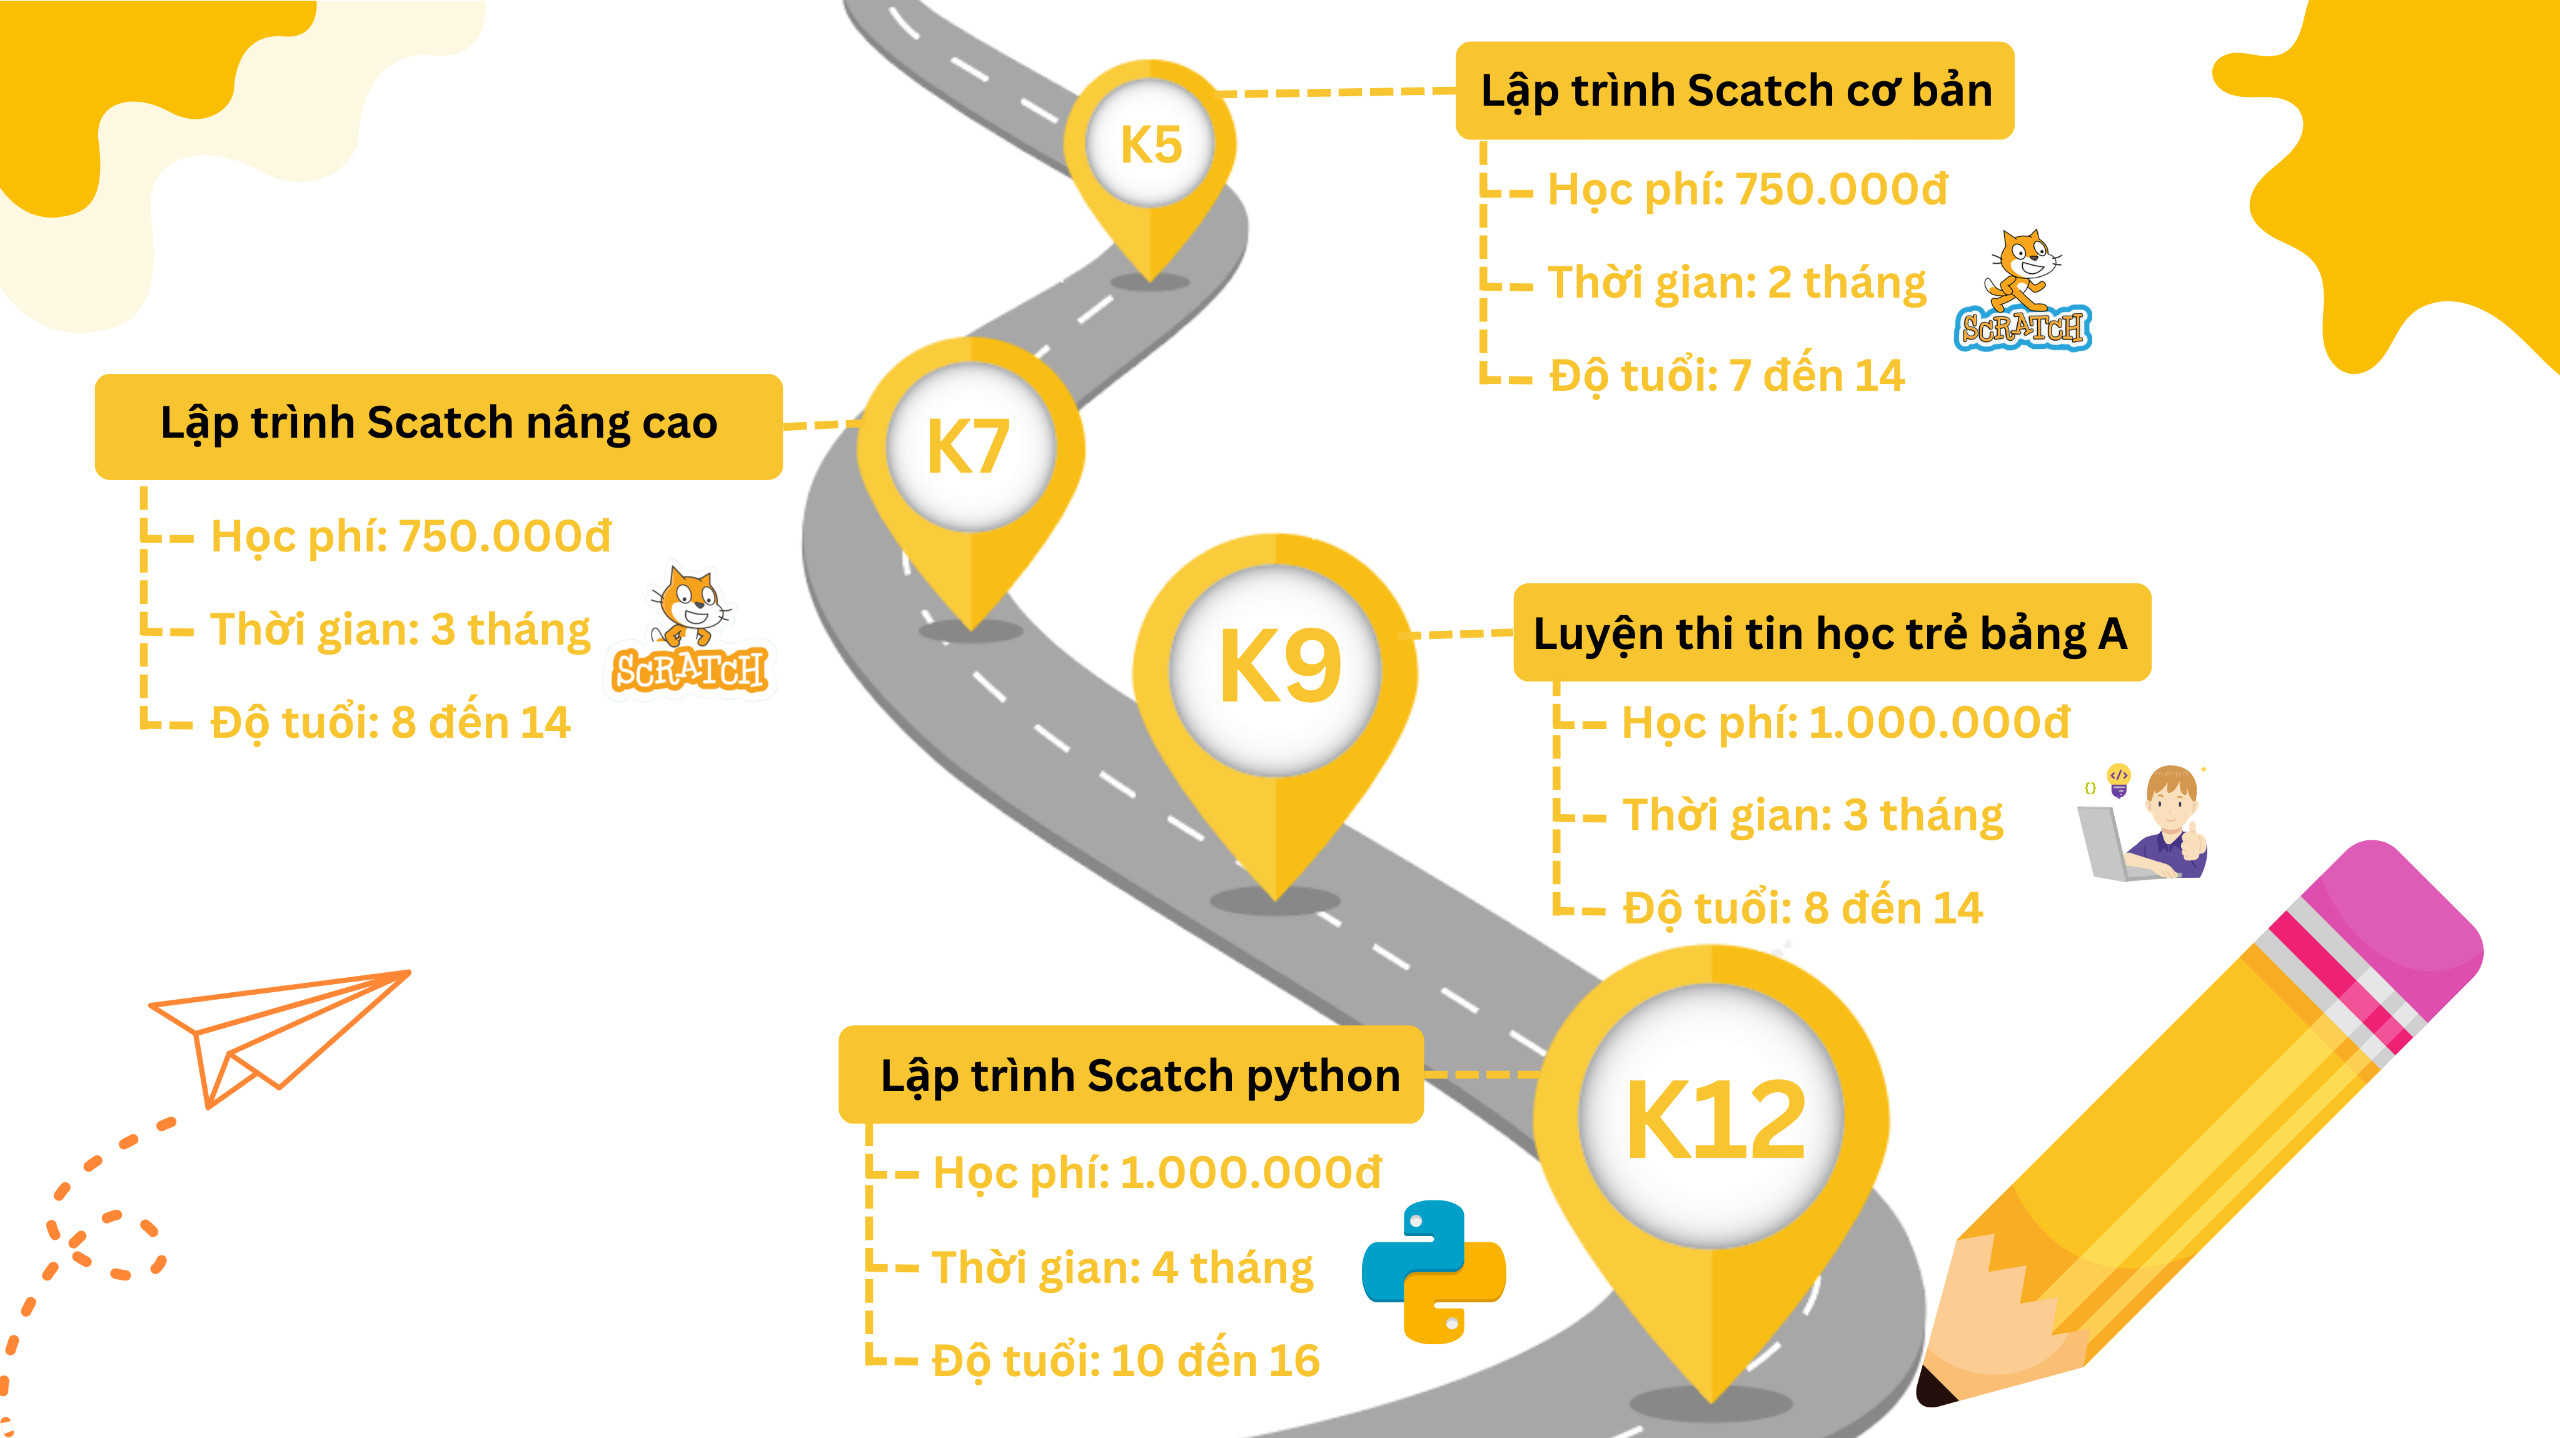 K5
Lập trình Scatch cơ bản
Học phí: 750.000đ
Thời gian: 2 tháng
SCRATCH
Độ tuổi: 7 đến 14
K7
Lập trình Scatch nâng cao
Học phí: 750.000đ
Thời gian: 3 tháng
SCRATCH
Độ tuổi: 8 đến 14
K9
Luyện thi tin học trẻ bảng A
Học phí: 1.000.000đ
Thời gian: 3 tháng
{} </>
Độ tuổi: 8 đến 14
K12
Lập trình Scatch python
Học phí: 1.000.000đ
Thời gian: 4 tháng
Độ tuổi: 10 đến 16